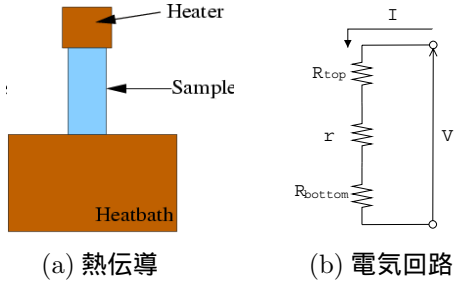 Heater
Sample
Heatbath
(a) 熱伝導
I
Rtop
r
V
Rbottom
(b) 電気回路